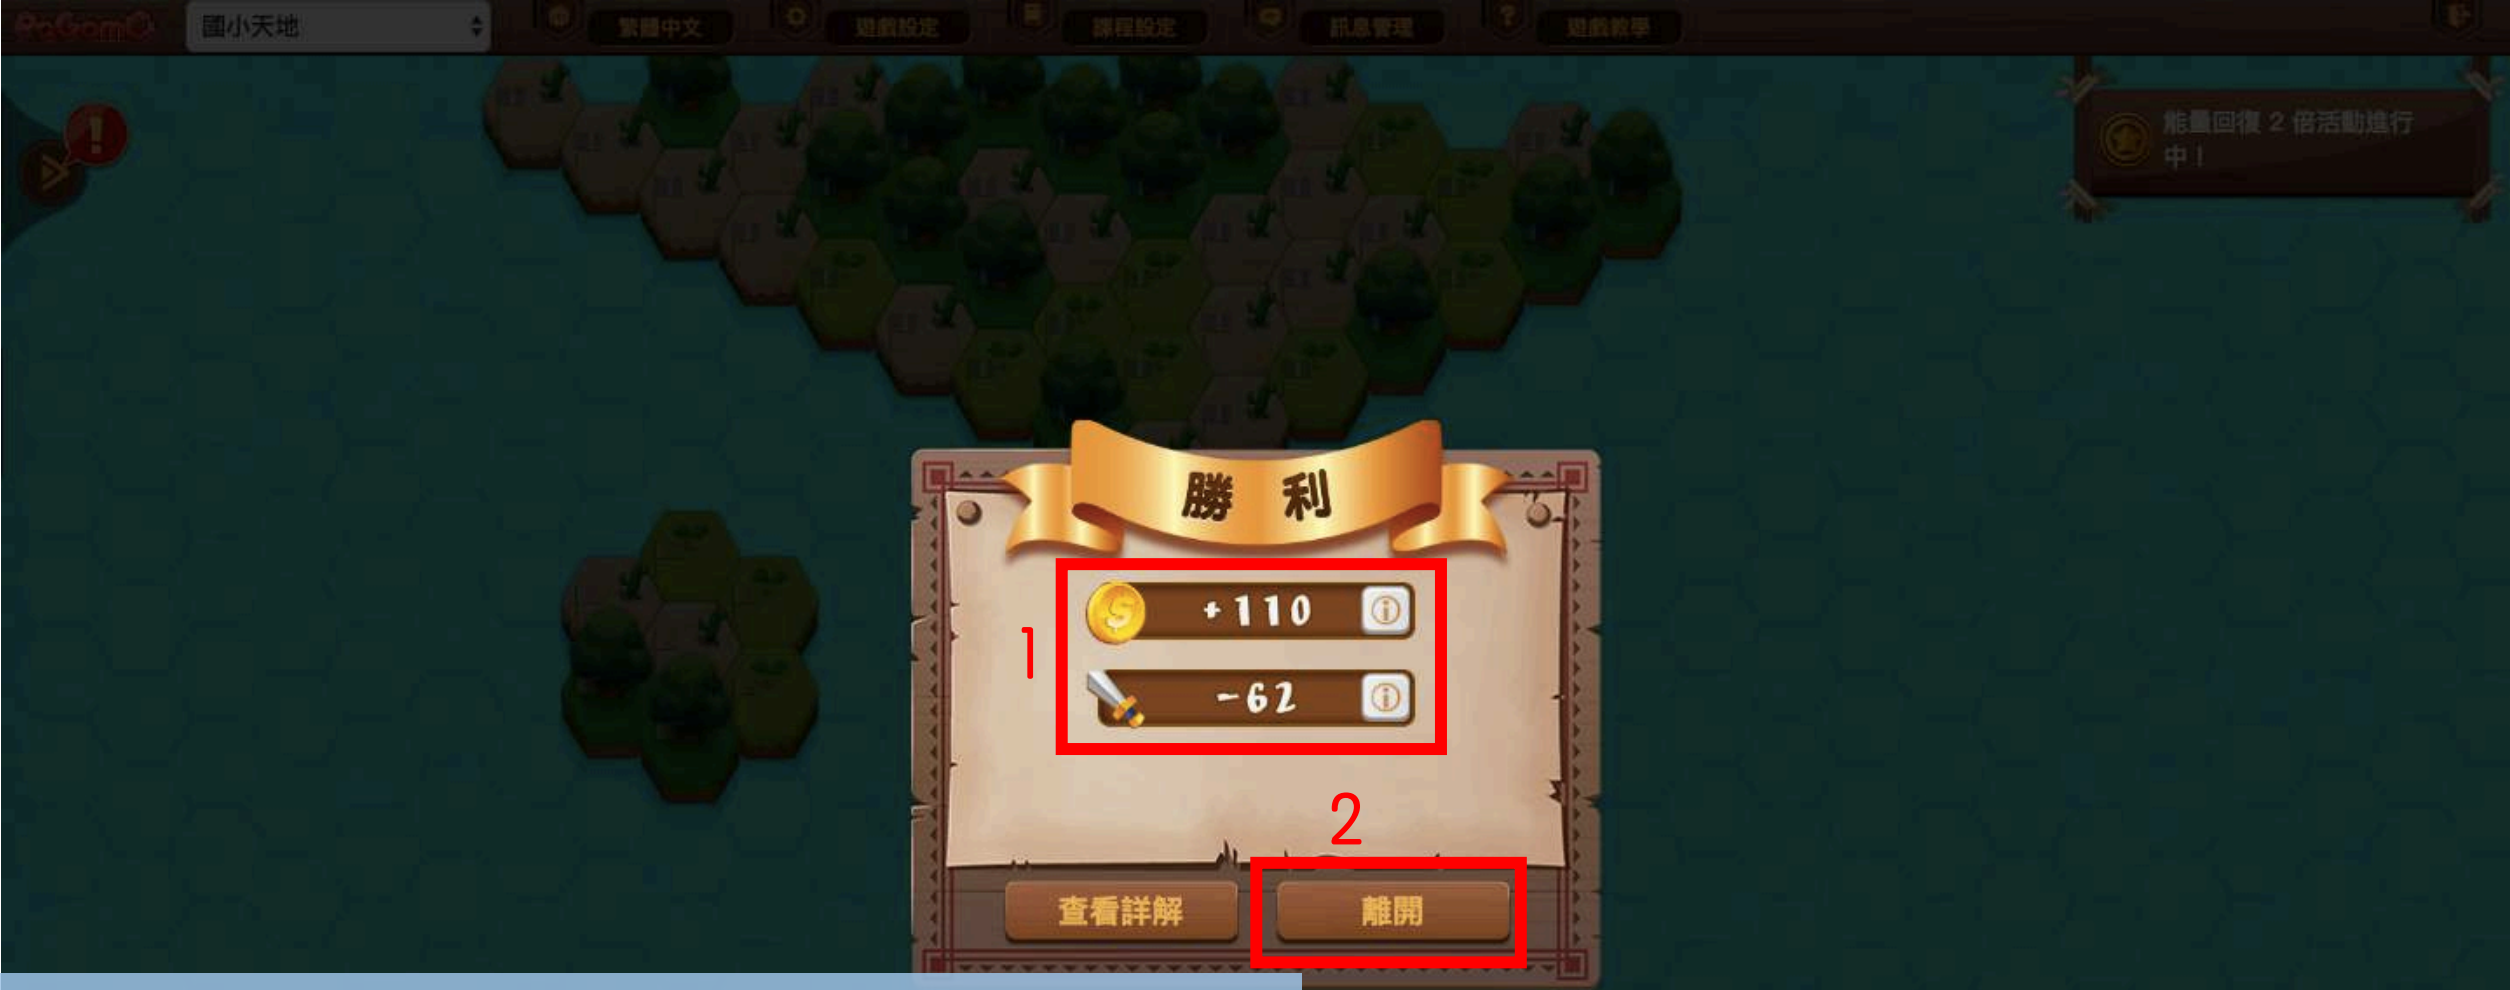 PaGamO
國小天地
繁體中文
遊戲設定
課程設定
訊息管理
遊戲教學
能量回復 2 倍活動進行
中！
勝 利
+110
1
-62
2
查看詳解
離開